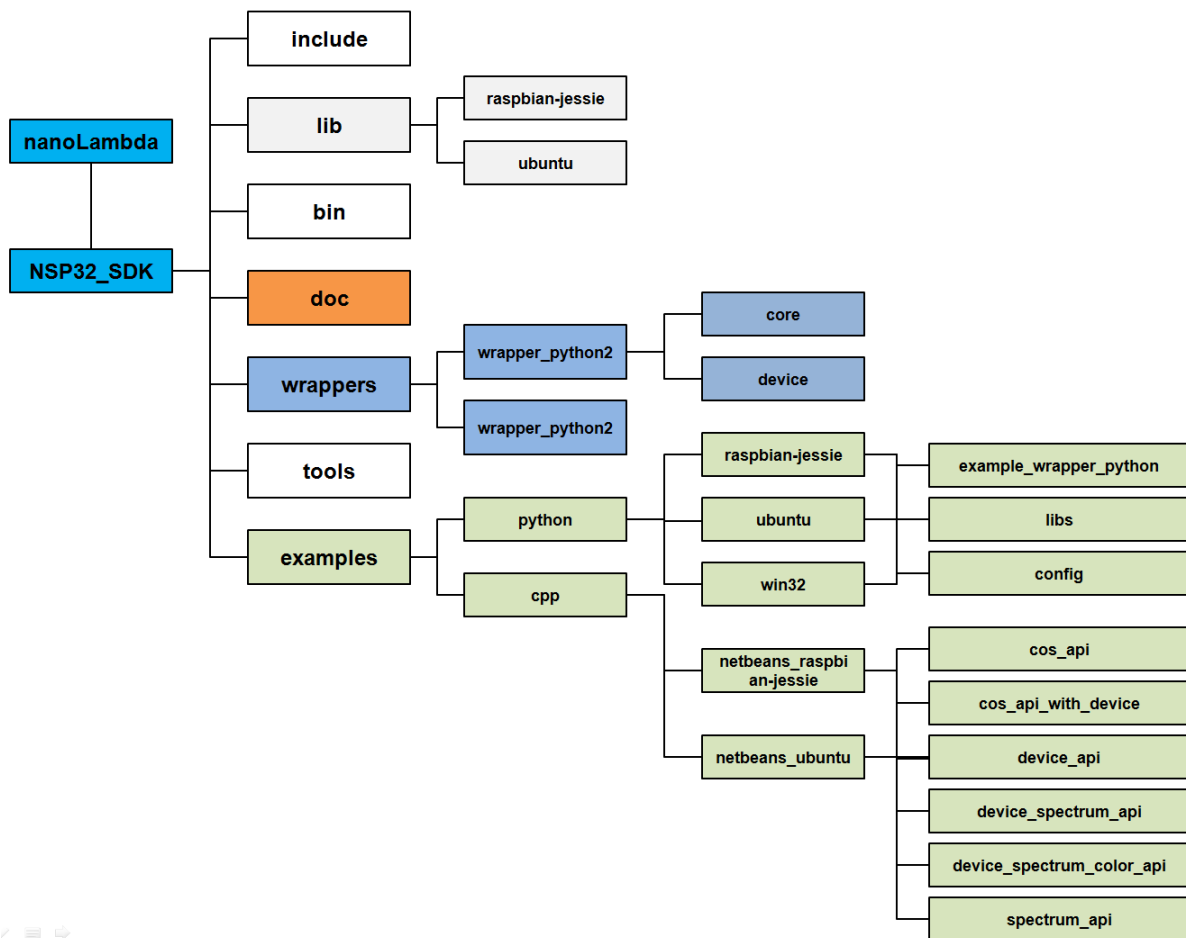 include
lib
raspbian-jessie
ubuntu
nanoLambda
bin
NSP32_SDK
doc
wrappers
wrapper_python2
wrapper_python2
core
device
tools
examples
python
cpp
raspbian-jessie
ubuntu
win32
example_wrapper_python
libs
config
netbeans_raspbi
an-jessie
netbeans_ubuntu
cos_api
cos_api_with_device
device_api
device_spectrum_api
device_spectrum_color_api
spectrum_api